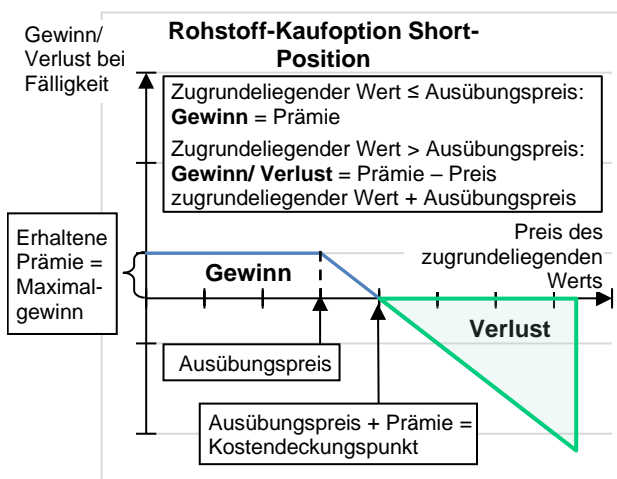 Gewinn/
Verlust bei
Fälligkeit
Rohstoff-Kaufoption Short-
Position
Zugrundeliegender Wert ≤ Ausübungspreis:
Gewinn = Prämie
Zugrundeliegender Wert > Ausübungspreis:
Gewinn/ Verlust = Prämie – Preis
zugrundeliegender Wert + Ausübungspreis
Erhaltene
Prämie =
Maximal-
gewinn
Gewinn
Preis des
zugrundeliegenden
Werts
Verlust
Ausübungspreis
Ausübungspreis + Prämie =
Kostendeckungspunkt